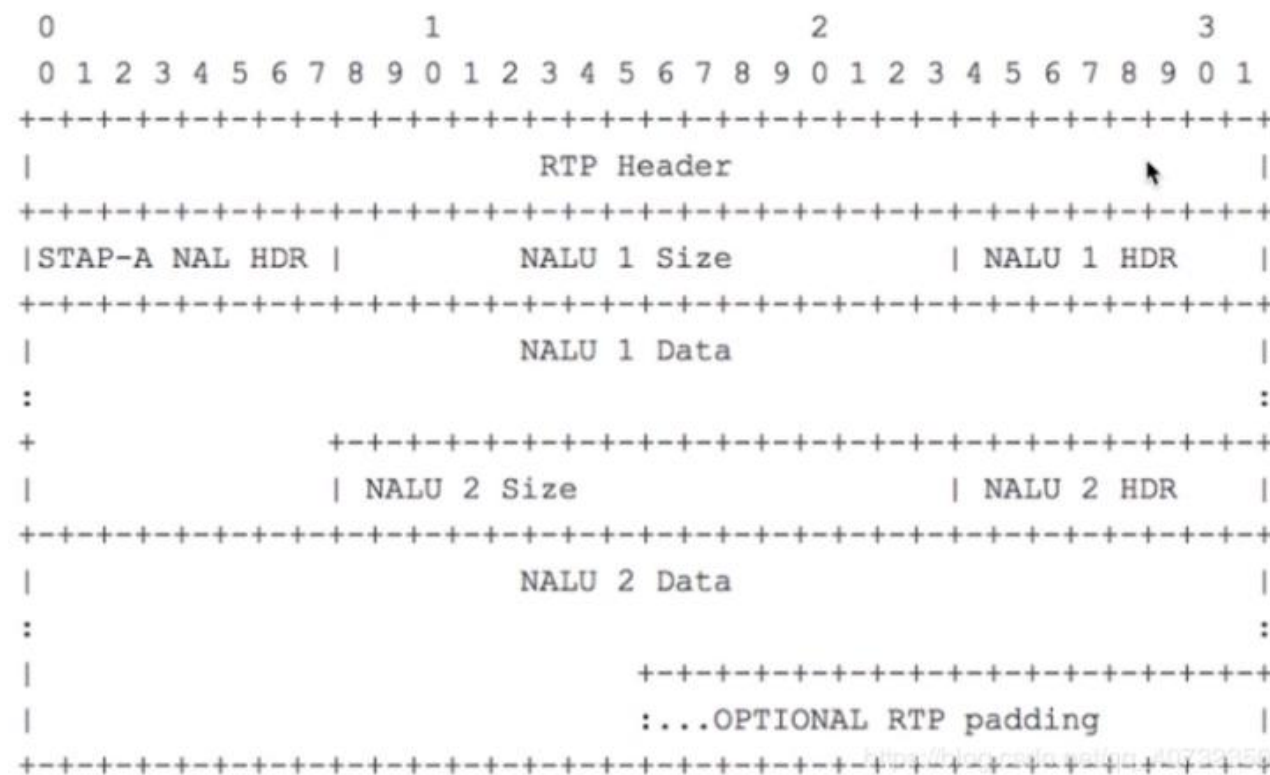 0 1 2 3
0 1 2 3 4 5 6 7 8 9 0 1 2 3 4 5 6 7 8 9 0 1 2 3 4 5 6 7 8 9 0 1
+-+-+-+-+-+-+-+-+-+-+-+-+-+-+-+-+-+-+-+-+-+-+-+-+-+-+-+-+-+-+-+-+
| RTP Header |
+-+-+-+-+-+-+-+-+-+-+-+-+-+-+-+-+-+-+-+-+-+-+-+-+-+-+-+-+-+-+-+-+
|STAP-A NAL HDR | NALU 1 Size | NALU 1 HDR |
+-+-+-+-+-+-+-+-+-+-+-+-+-+-+-+-+-+-+-+-+-+-+-+-+-+-+-+-+-+-+-+-+
| NALU 1 Data |
: :
+ +-+-+-+-+-+-+-+-+-+-+-+-+-+-+-+-+-+-+-+-+-+-+-+-+
| | NALU 2 Size | NALU 2 HDR |
+-+-+-+-+-+-+-+-+-+-+-+-+-+-+-+-+-+-+-+-+-+-+-+-+-+-+-+-+-+-+-+-+
| NALU 2 Data |
: :
| +-+-+-+-+-+-+-+-+-+-+-+-+-+-+-+-+
| :...OPTIONAL RTP padding |
+-+-+-+-+-+-+-+-+-+-+-+-+-+-+-+-+-+-+-+-+-+-+-+-+-+-+-+-+-+-+-+-+